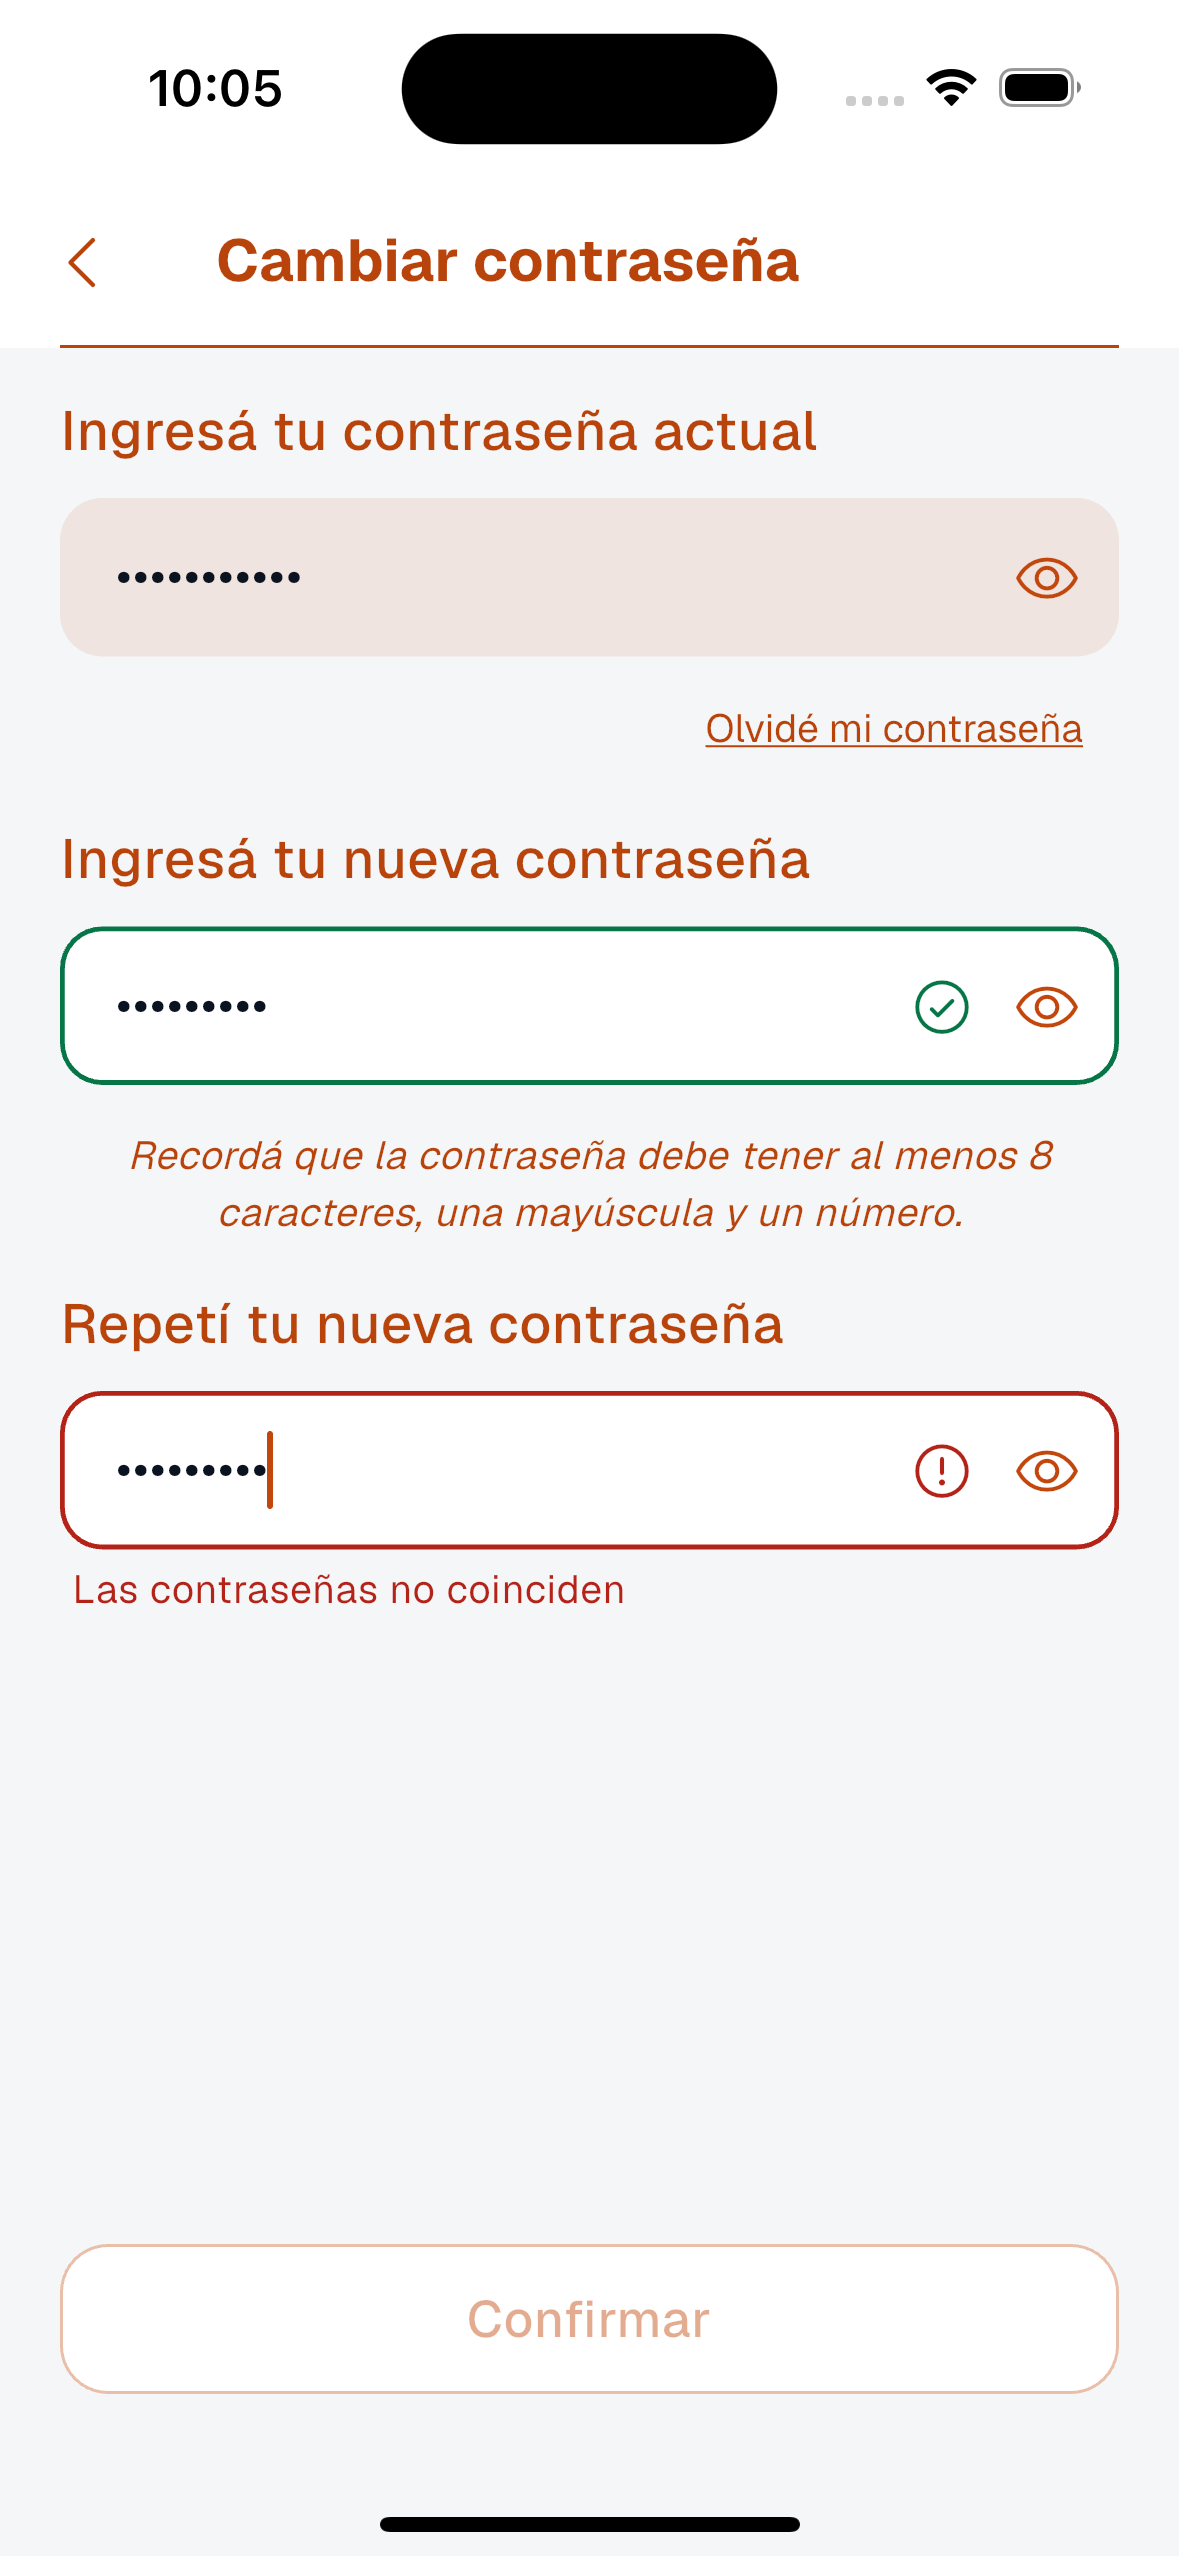 10:05
Cambiar contraseña
Ingresá tu contraseña actual
•••••••••••
Olvidé mi contraseña
Ingresá tu nueva contraseña
•••••••••
Recordá que la contraseña debe tener al menos 8
caracteres, una mayúscula y un número.
Repetí tu nueva contraseña
•••••••••
Las contraseñas no coinciden
Confirmar